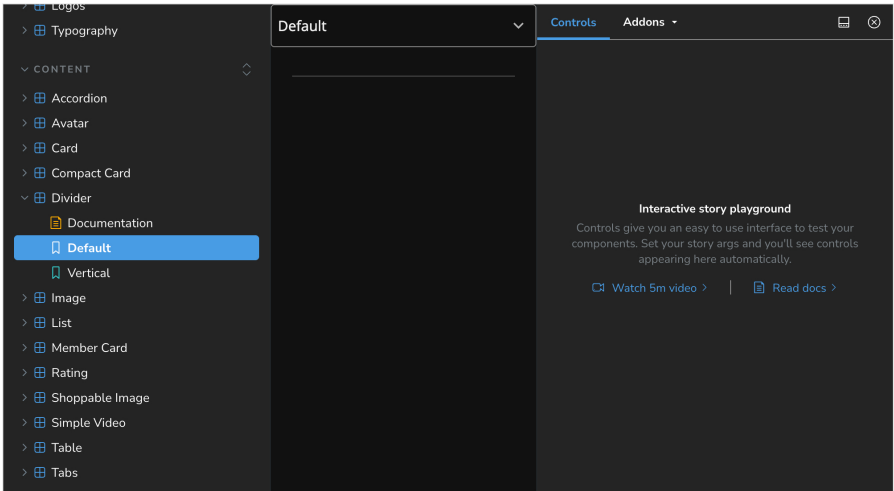 Logos
Typography
CONTENT
Accordion
Avatar
Card
Compact Card
Divider
Documentation
Default
Vertical
Image
List
Member Card
Rating
Shoppable Image
Simple Video
Table
Tabs
Default
Controls
Addons
Interactive story playground
Controls give you an easy to use interface to test your
components. Set your story args and you'll see controls
appearing here automatically.
Watch 5m video
Read docs